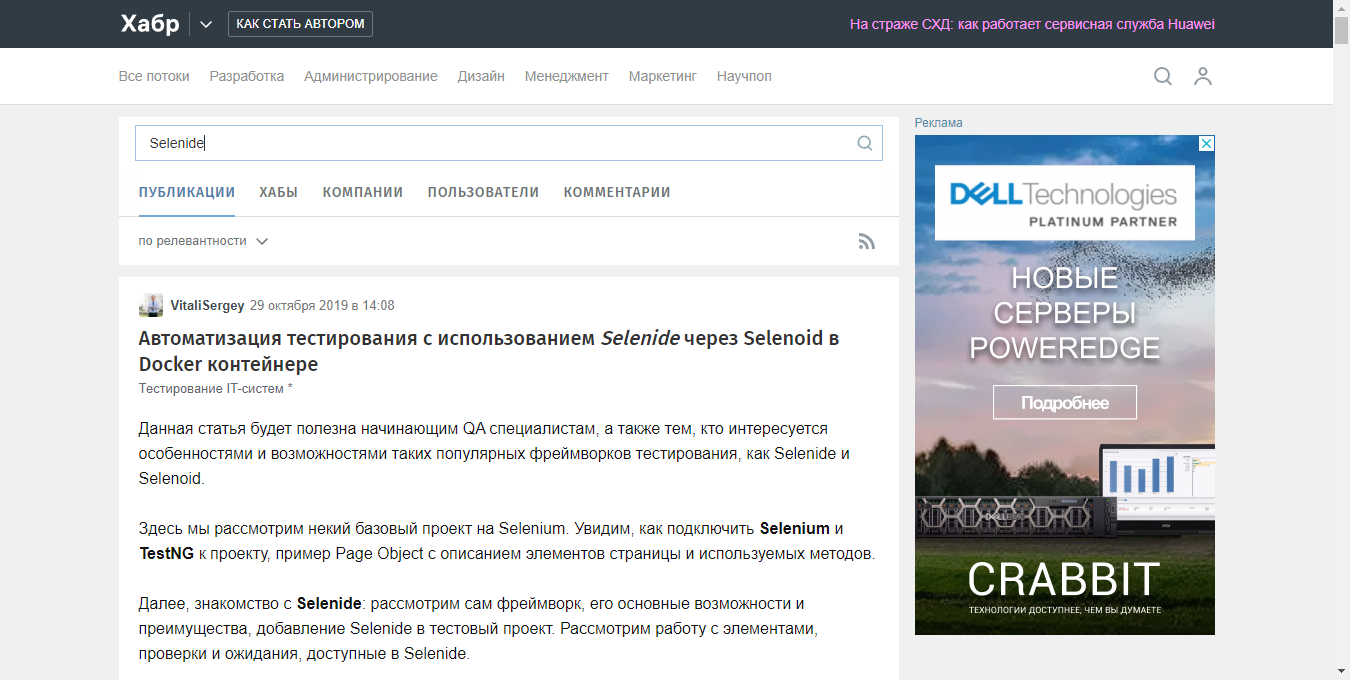 Хабр
КАК СТАТЬ АВТОРОМ
На страже СХД: как работает сервисная служба Huawei
Все потоки Разработка Администрирование Дизайн Менеджмент Маркетинг Научпоп
Selenide
ПУБЛИКАЦИИ ХАБЫ КОМПАНИИ ПОЛЬЗОВАТЕЛИ КОММЕНТАРИИ
по релевантности
VitaliSergey 29 октября 2019 в 14:08
Автоматизация тестирования с использованием Selenide через Selenoid в
Docker контейнере
Тестирование IT-систем *
Данная статья будет полезна начинающим QA специалистам, а также тем, кто интересуется
особенностями и возможностями таких популярных фреймворков тестирования, как Selenide и
Selenoid.
Здесь мы рассмотрим некий базовый проект на Selenium. Увидим, как подключить Selenium и
TestNG к проекту, пример Page Object с описанием элементов страницы и используемых методов.
Далее, знакомство с Selenide: рассмотрим сам фреймворк, его основные возможности и
преимущества, добавление Selenide в тестовый проект. Рассмотрим работу с элементами,
проверки и ожидания, доступные в Selenide.
Реклама
DELL Technologies
PLATINUM PARTNER
НОВЫЕ
СЕРВЕРЫ
POWEREDGE
Подробнее
CRABBIT
ТЕХНОЛОГИИ ДОСТУПНЕЕ, ЧЕМ ВЫ ДУМАЕТЕ